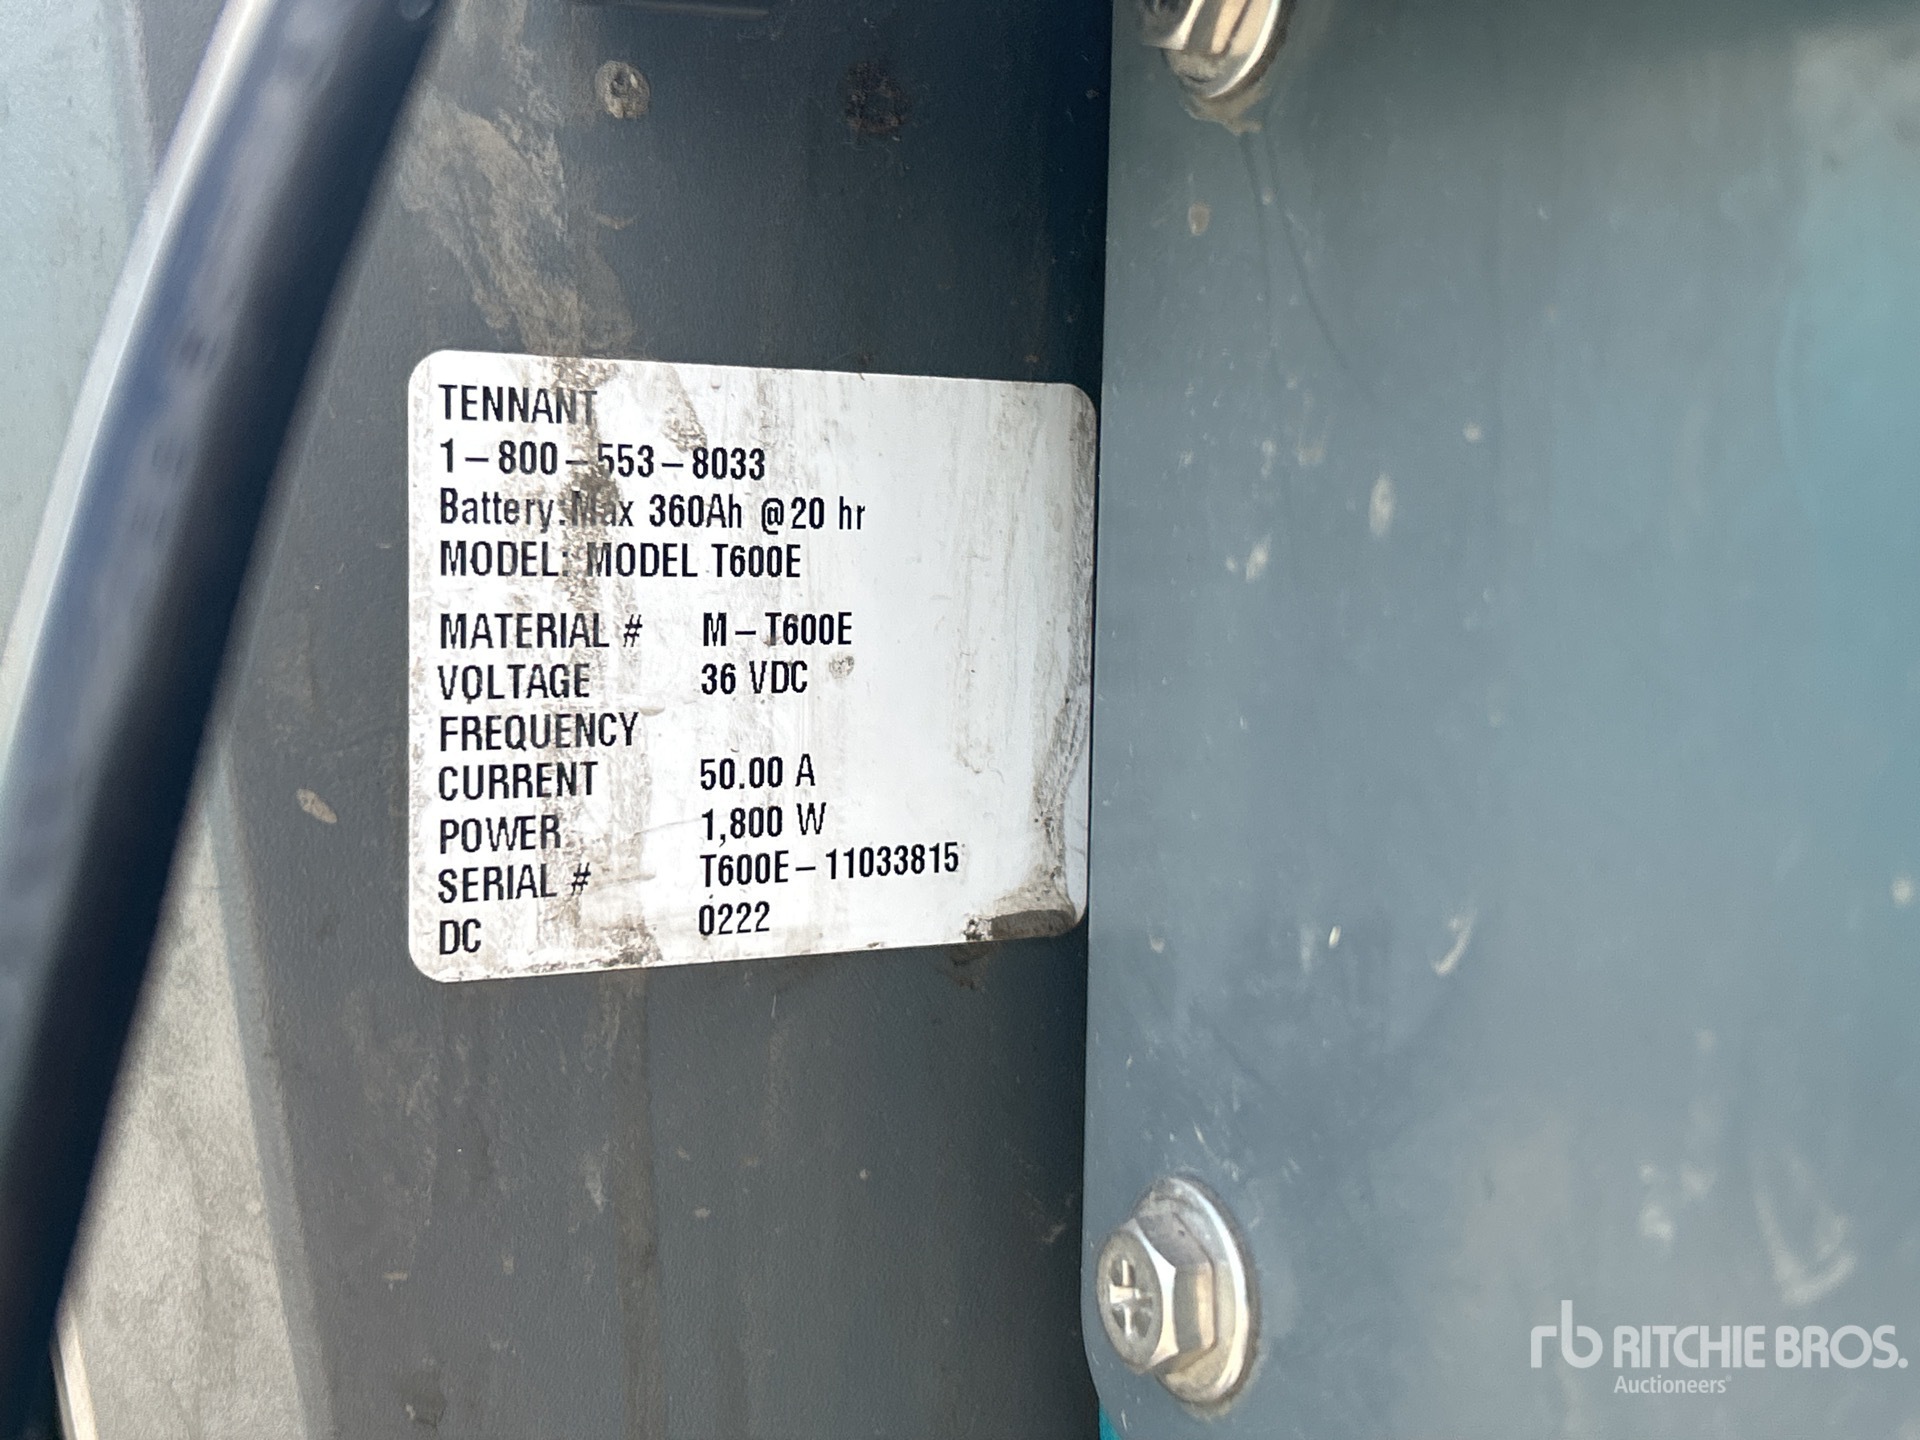 TENNANT
1-800-553-8033
Battery:Max 360Ah @20 hr
MODEL: MODEL T600E
MATERIAL # M-T600E
VOLTAGE 36 VDC
FREQUENCY
CURRENT 50.00 A
POWER 1,800 W
SERIAL # T600E-11033815
DC 0222
rb RITCHIE BROS.
Auctioneers